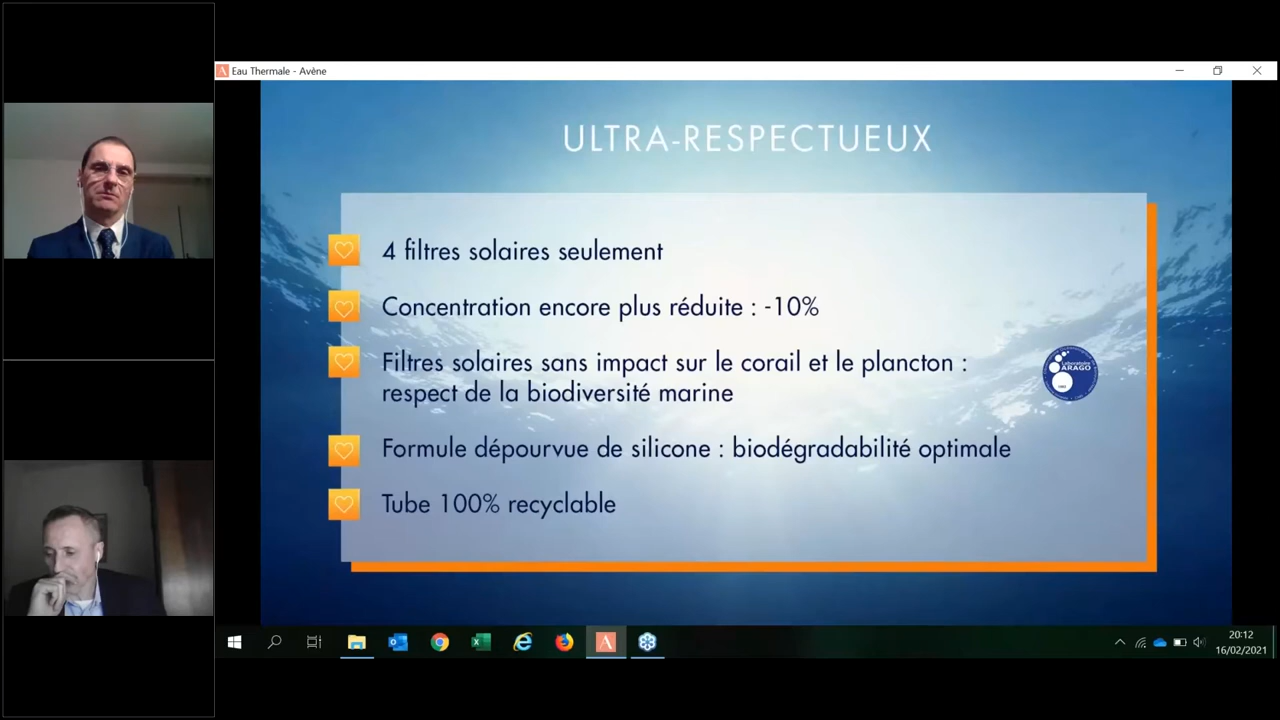 Eau Thermale - Avène
ULTRA-RESPECTUEUX
4 filtres solaires seulement
Concentration encore plus réduite : -10%
Filtres solaires sans impact sur le corail et le plancton :
respect de la biodiversité marine
Laboratoire
ARAGO
Formule dépourvue de silicone : biodégradabilité optimale
Tube 100% recyclable
20:12
16/02/2021